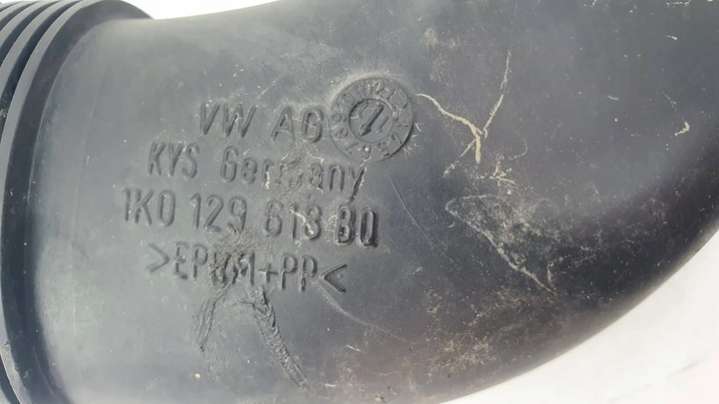 VW AG
KVS Germany
1K0 129 618 BQ
>EPDM+PP<